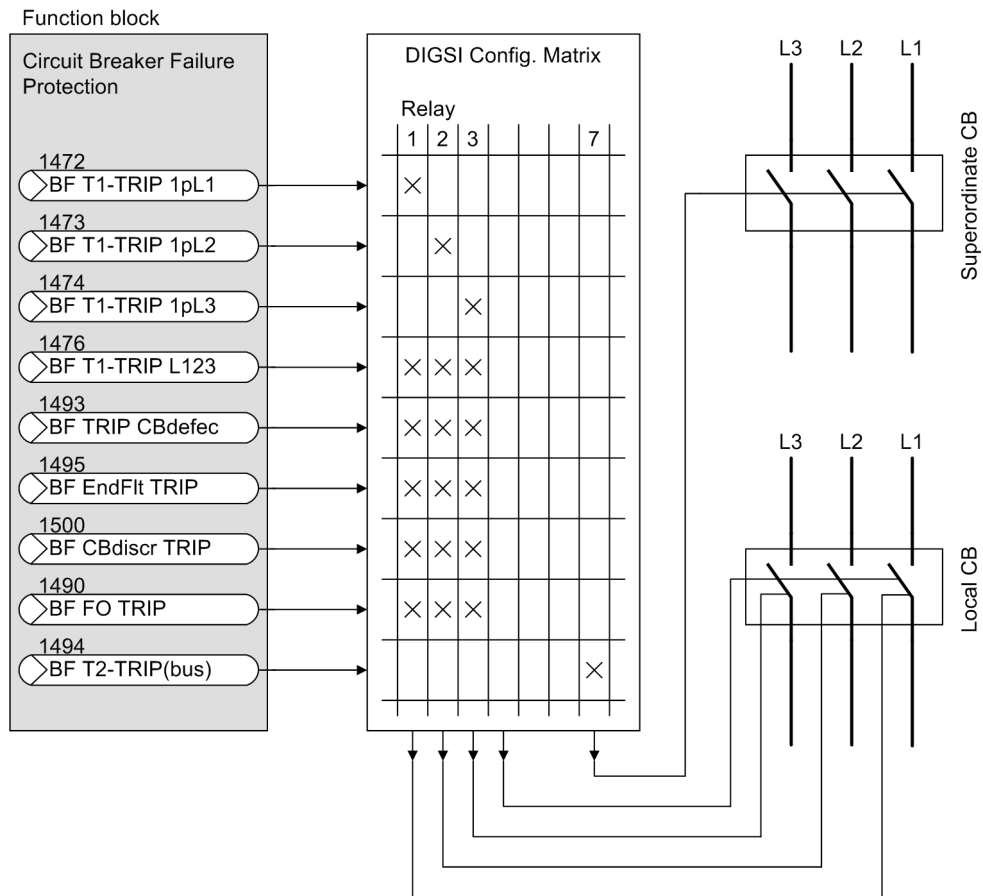 Function block
Circuit Breaker Failure
Protection
1472
BF T1-TRIP 1pL1
1473
BF T1-TRIP 1pL2
1474
BF T1-TRIP 1pL3
1476
BF T1-TRIP L123
1493
BF TRIP CBdefec
1495
BF EndFlt TRIP
1500
BF CBdiscr TRIP
1490
BF FO TRIP
1494
BF T2-TRIP(bus)
DIGSI Config. Matrix
Relay
1 2 3 7
L3 L2 L1
Superordinate CB
L3 L2 L1
Local CB